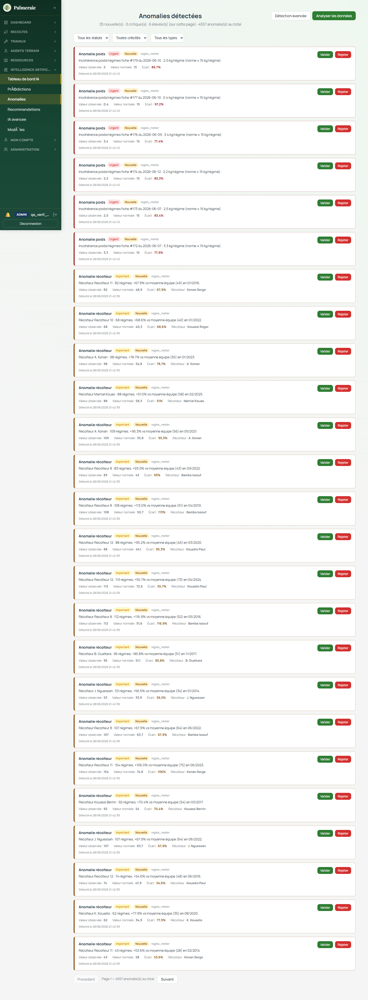 Palmeraie «
DASHBOARD
RECOLTES
TRAVAUX
AGENTS TERRAIN
RESSOURCES
INTELLIGENCE ARTIFIC...
Tableau de bord IA
PrÃ©dictions
Anomalies
Recommandations
IA avancee
ModÃ¨les
MON COMPTE
ADMINISTRATION
ADMIN qa_verif_...
Deconnexion
Anomalies détectées
25 nouvelle(s) · 0 critique(s) · 6 élevée(s) (sur cette page) · 4557 anomalie(s) au total
Détection avancée Analyser les données
Tous les statuts Toutes criticités Tous les types
Anomalie poids Urgent Nouvelle regles_metier Valider Rejeter
Incohérence poids/régimes fiche #179 du 2026-06-10 : 2.0 kg/régime (norme ≈ 15 kg/régime).
Valeur observée : 2 Valeur normale : 15 Écart : 86,7%
Détecté le 28/06/2026 21:42:40
Anomalie poids Urgent Nouvelle regles_metier Valider Rejeter
Incohérence poids/régimes fiche #177 du 2026-06-10 : 0.4 kg/régime (norme ≈ 15 kg/régime).
Valeur observée : 0,4 Valeur normale : 15 Écart : 97,2%
Détecté le 28/06/2026 21:42:40
Anomalie poids Urgent Nouvelle regles_metier Valider Rejeter
Incohérence poids/régimes fiche #176 du 2026-06-09 : 3.4 kg/régime (norme ≈ 15 kg/régime).
Valeur observée : 3,4 Valeur normale : 15 Écart : 77,4%
Détecté le 28/06/2026 21:42:40
Anomalie poids Urgent Nouvelle regles_metier Valider Rejeter
Incohérence poids/régimes fiche #174 du 2026-06-12 : 2.2 kg/régime (norme ≈ 15 kg/régime).
Valeur observée : 2,2 Valeur normale : 15 Écart : 85,3%
Détecté le 28/06/2026 21:42:40
Anomalie poids Urgent Nouvelle regles_metier Valider Rejeter
Incohérence poids/régimes fiche #173 du 2026-06-07 : 2.5 kg/régime (norme ≈ 15 kg/régime).
Valeur observée : 2,5 Valeur normale : 15 Écart : 83,4%
Détecté le 28/06/2026 21:42:40
Anomalie poids Urgent Nouvelle regles_metier Valider Rejeter
Incohérence poids/régimes fiche #172 du 2026-06-07 : 3.3 kg/régime (norme ≈ 15 kg/régime).
Valeur observée : 3,3 Valeur normale : 15 Écart : 77,9%
Détecté le 28/06/2026 21:42:40
Anomalie récolteur Important Nouvelle regles_metier Valider Rejeter
Récolteur Recolteur 11 : 82 régimes, +67.9% vs moyenne équipe (49) en 01/2016.
Valeur observée : 82 Valeur normale : 48,9 Écart : 67,9% Récolteur : Konan Serge
Détecté le 28/06/2026 21:42:39
Anomalie récolteur Important Nouvelle regles_metier Valider Rejeter
Récolteur Recolteur 10 : 68 régimes, +68.6% vs moyenne équipe (40) en 01/2022.
Valeur observée : 68 Valeur normale : 40,3 Écart : 68,6% Récolteur : Kouassi Roger
Détecté le 28/06/2026 21:42:39
Anomalie récolteur Important Nouvelle regles_metier Valider Rejeter
Récolteur A. Konan : 98 régimes, +78.7% vs moyenne équipe (55) en 01/2023.
Valeur observée : 98 Valeur normale : 54,8 Écart : 78,7% Récolteur : A. Konan
Détecté le 28/06/2026 21:42:39
Anomalie récolteur Important Nouvelle regles_metier Valider Rejeter
Récolteur Martial Kouao : 88 régimes, +51.0% vs moyenne équipe (58) en 02/2025.
Valeur observée : 88 Valeur normale : 58,3 Écart : 51% Récolteur : Martial Kouao
Détecté le 28/06/2026 21:42:39
Anomalie récolteur Important Nouvelle regles_metier Valider Rejeter
Récolteur A. Konan : 109 régimes, +95.3% vs moyenne équipe (56) en 05/2021.
Valeur observée : 109 Valeur normale : 55,8 Écart : 95,3% Récolteur : A. Konan
Détecté le 28/06/2026 21:42:39
Anomalie récolteur Important Nouvelle regles_metier Valider Rejeter
Récolteur Recolteur 8 : 83 régimes, +93.0% vs moyenne équipe (43) en 09/2022.
Valeur observée : 83 Valeur normale : 43 Écart : 93% Récolteur : Bamba Issouf
Détecté le 28/06/2026 21:42:39
Anomalie récolteur Important Nouvelle regles_metier Valider Rejeter
Récolteur Recolteur 8 : 108 régimes, +113.0% vs moyenne équipe (51) en 04/2019.
Valeur observée : 108 Valeur normale : 50,7 Écart : 113% Récolteur : Bamba Issouf
Détecté le 28/06/2026 21:42:39
Anomalie récolteur Important Nouvelle regles_metier Valider Rejeter
Récolteur Recolteur 12 : 88 régimes, +95.2% vs moyenne équipe (45) en 03/2020.
Valeur observée : 88 Valeur normale : 45,1 Écart : 95,3% Récolteur : Kouadio Paul
Détecté le 28/06/2026 21:42:39
Anomalie récolteur Important Nouvelle regles_metier Valider Rejeter
Récolteur Recolteur 12 : 113 régimes, +55.7% vs moyenne équipe (73) en 04/2024.
Valeur observée : 113 Valeur normale : 72,6 Écart : 55,7% Récolteur : Kouadio Paul
Détecté le 28/06/2026 21:42:39
Anomalie récolteur Important Nouvelle regles_metier Valider Rejeter
Récolteur Recolteur 8 : 112 régimes, +116.9% vs moyenne équipe (52) en 05/2016.
Valeur observée : 112 Valeur normale : 51,6 Écart : 116,9% Récolteur : Bamba Issouf
Détecté le 28/06/2026 21:42:39
Anomalie récolteur Important Nouvelle regles_metier Valider Rejeter
Récolteur B. Ouattara : 95 régimes, +85.8% vs moyenne équipe (51) en 11/2017.
Valeur observée : 95 Valeur normale : 51,1 Écart : 85,8% Récolteur : B. Ouattara
Détecté le 28/06/2026 21:42:39
Anomalie récolteur Important Nouvelle regles_metier Valider Rejeter
Récolteur J. Nguessan : 53 régimes, +56.5% vs moyenne équipe (34) en 01/2014.
Valeur observée : 53 Valeur normale : 33,9 Écart : 56,5% Récolteur : J. Nguessan
Détecté le 28/06/2026 21:42:39
Anomalie récolteur Important Nouvelle regles_metier Valider Rejeter
Récolteur Recolteur 8 : 107 régimes, +67.9% vs moyenne équipe (64) en 06/2022.
Valeur observée : 107 Valeur normale : 63,7 Écart : 67,9% Récolteur : Bamba Issouf
Détecté le 28/06/2026 21:42:39
Anomalie récolteur Important Nouvelle regles_metier Valider Rejeter
Récolteur Recolteur 11 : 154 régimes, +106.0% vs moyenne équipe (75) en 06/2023.
Valeur observée : 154 Valeur normale : 74,8 Écart : 106% Récolteur : Konan Serge
Détecté le 28/06/2026 21:42:39
Anomalie récolteur Important Nouvelle regles_metier Valider Rejeter
Récolteur Kouassi Bertin : 92 régimes, +70.4% vs moyenne équipe (54) en 03/2017.
Valeur observée : 92 Valeur normale : 54 Écart : 70,4% Récolteur : Kouassi Bertin
Détecté le 28/06/2026 21:42:39
Anomalie récolteur Important Nouvelle regles_metier Valider Rejeter
Récolteur J. Nguessan : 107 régimes, +67.9% vs moyenne équipe (64) en 06/2022.
Valeur observée : 107 Valeur normale : 63,7 Écart : 67,9% Récolteur : J. Nguessan
Détecté le 28/06/2026 21:42:39
Anomalie récolteur Important Nouvelle regles_metier Valider Rejeter
Récolteur Recolteur 12 : 74 régimes, +54.6% vs moyenne équipe (48) en 06/2016.
Valeur observée : 74 Valeur normale : 47,9 Écart : 54,6% Récolteur : Kouadio Paul
Détecté le 28/06/2026 21:42:39
Anomalie récolteur Important Nouvelle regles_metier Valider Rejeter
Récolteur K. Kouadio : 62 régimes, +77.9% vs moyenne équipe (35) en 08/2020.
Valeur observée : 62 Valeur normale : 34,9 Écart : 77,9% Récolteur : K. Kouadio
Détecté le 28/06/2026 21:42:39
Anomalie récolteur Important Nouvelle regles_metier Valider Rejeter
Récolteur Recolteur 11 : 43 régimes, +53.6% vs moyenne équipe (28) en 02/2014.
Valeur observée : 43 Valeur normale : 28 Écart : 53,6% Récolteur : Konan Serge
Détecté le 28/06/2026 21:42:39
Precedent Page 1 — 4557 anomalie(s) au total Suivant